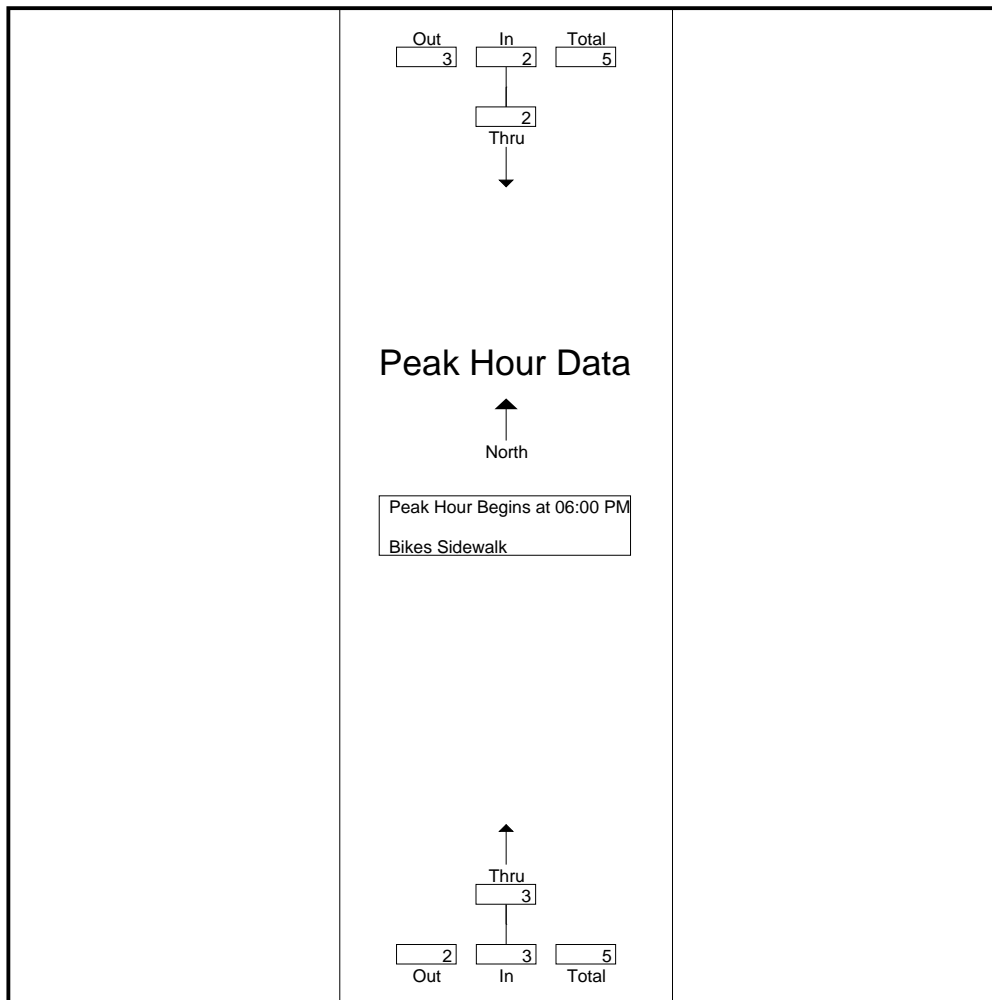 Out In Total
3 2 5
2
Thru
Peak Hour Data
North
Peak Hour Begins at 06:00 PM
Bikes Sidewalk
Thru
3
2 3 5
Out In Total